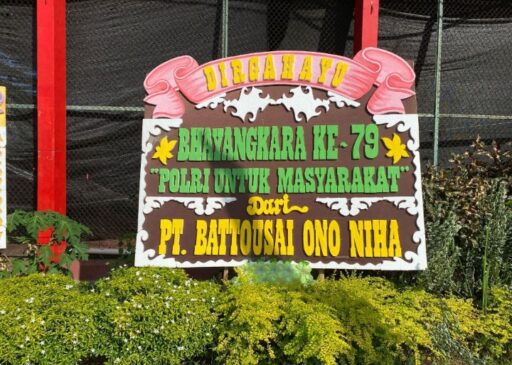 DIRGAHAYU
BHAYANGKARA KE - 79
"POLRI UNTUK MASYARAKAT"
Dari
PT. BATTOUSAI ONO NIHA